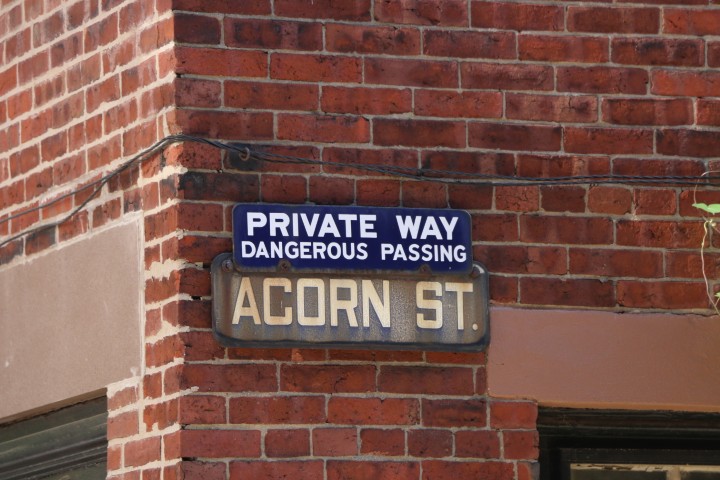 PRIVATE WAY
DANGEROUS PASSING
ACORN ST.